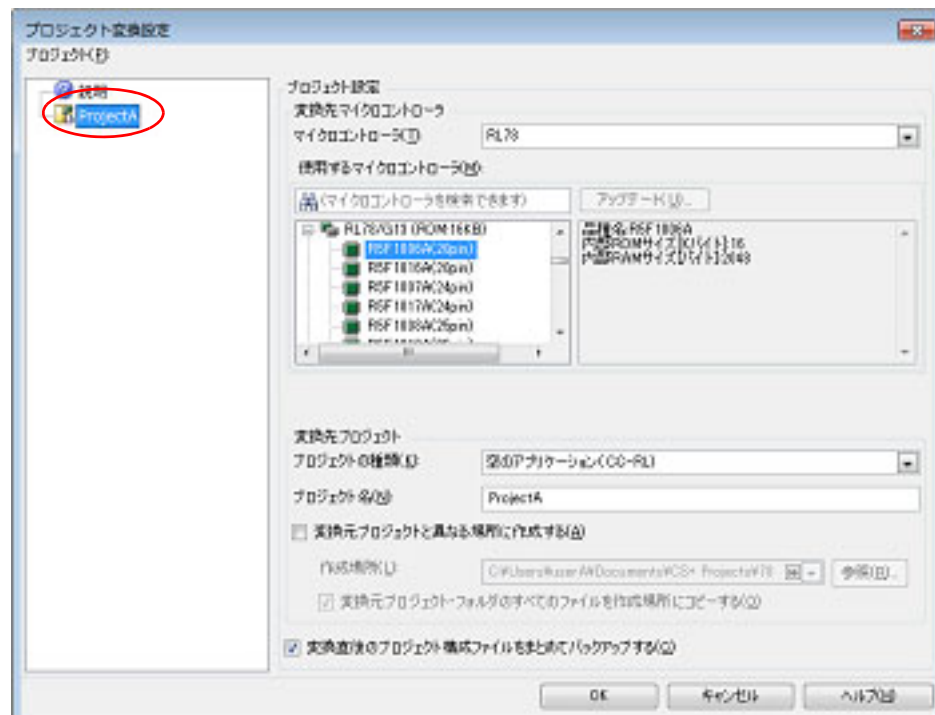 プロジェクト変換設定
プロジェクト(P)
説明
ProjectA
プロジェクト設定
変換先マイクロコントローラ
マイクロコントローラ(T)
RL78
使用するマイクロコントローラ(M):
(マイクロコントローラを検索できます)
アップデート(U)...
RL78/G13 (ROM:16KB)
R5F1006A(20pin)
R5F1016A(20pin)
R5F1007A(24pin)
R5F1017A(24pin)
R5F1008A(25pin)
品種名:R5F1006A
内部ROMサイズ[Kバイト]:16
内部RAMサイズ[バイト]:2048
変換先プロジェクト
プロジェクトの種類(K):
空のアプリケーション(CC-RL)
プロジェクト名(N):
ProjectA
変換元プロジェクトと異なる場所に作成する(A)
作成場所(L):
C:¥Users¥userA¥Documents¥CS+ Projects¥78
参照(B)...
変換元プロジェクト・フォルダのすべてのファイルを作成場所にコピーする(O)
変換直後のプロジェクト構成ファイルをまとめてバックアップする(C)
OK
キャンセル
ヘルプ(H)